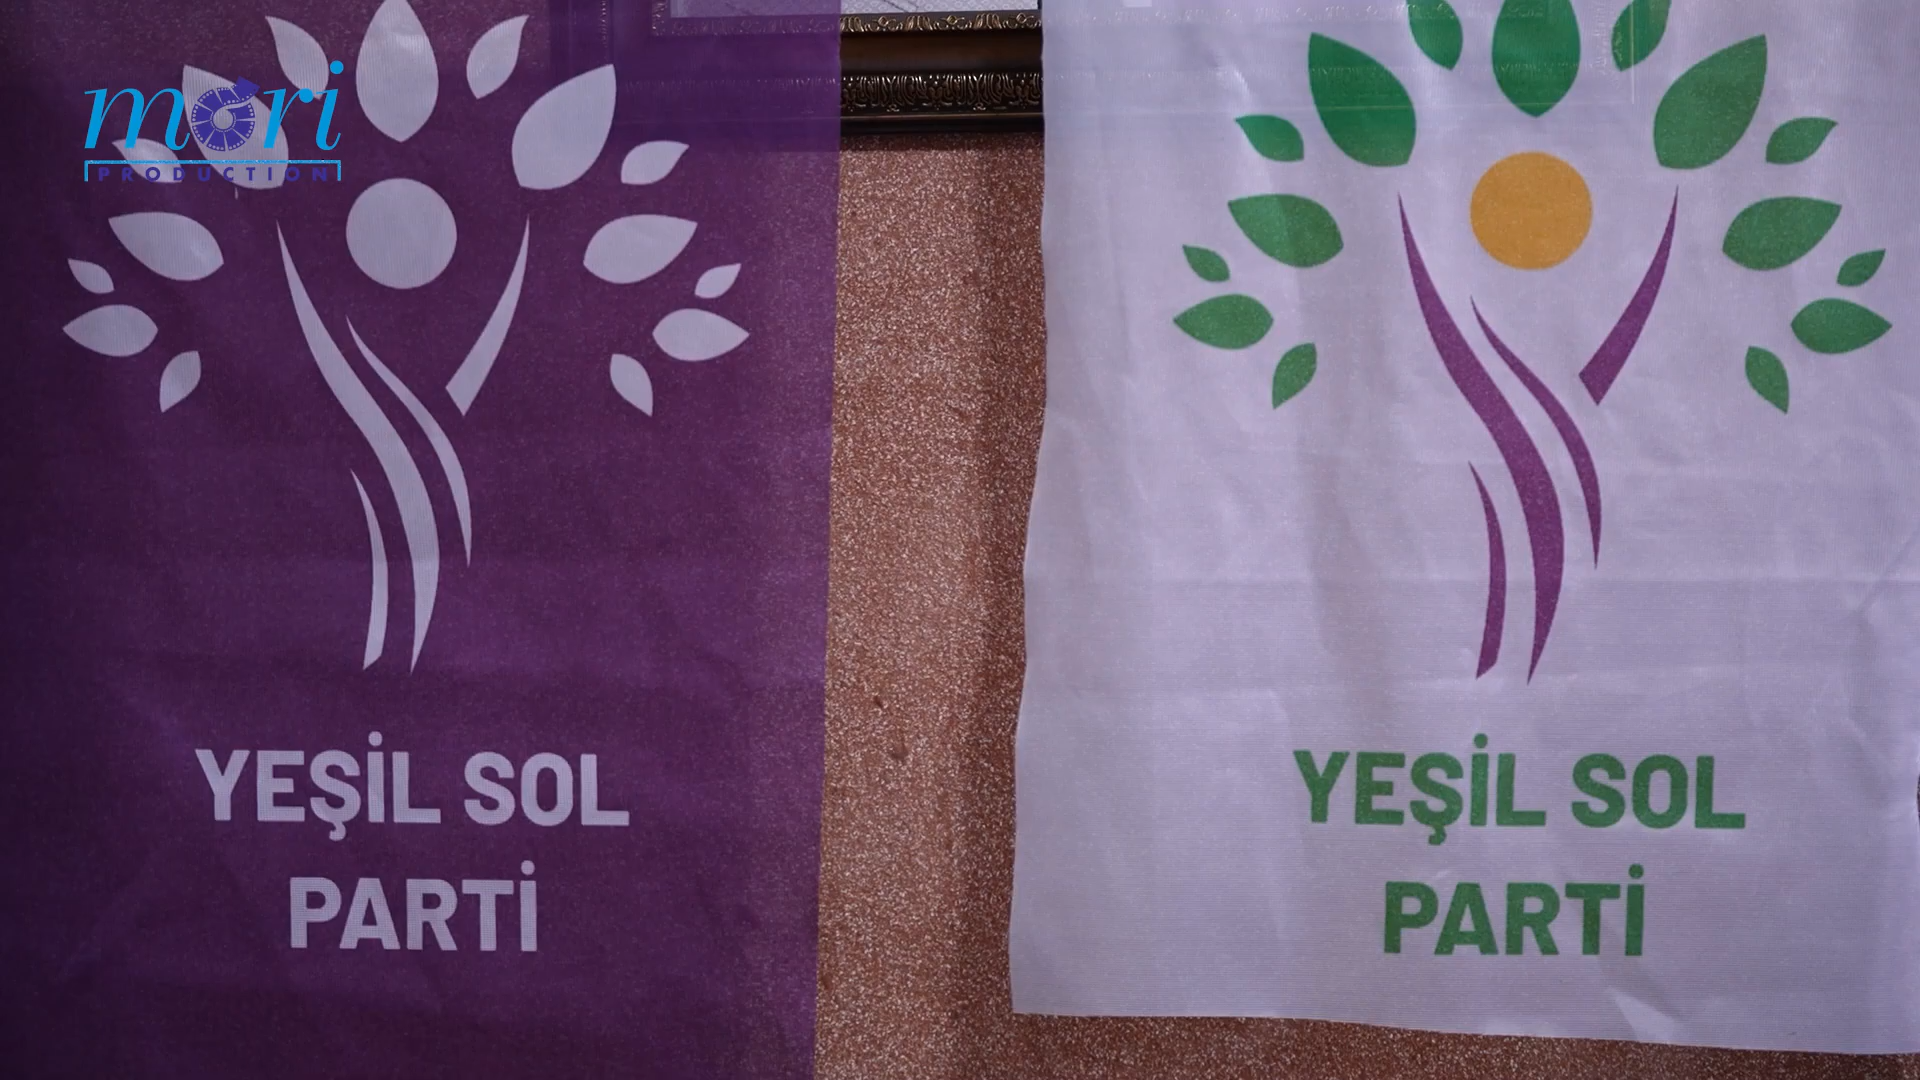 mori
PRODUCTION
YEŞİL SOL
PARTİ
YEŞİL SOL
PARTİ